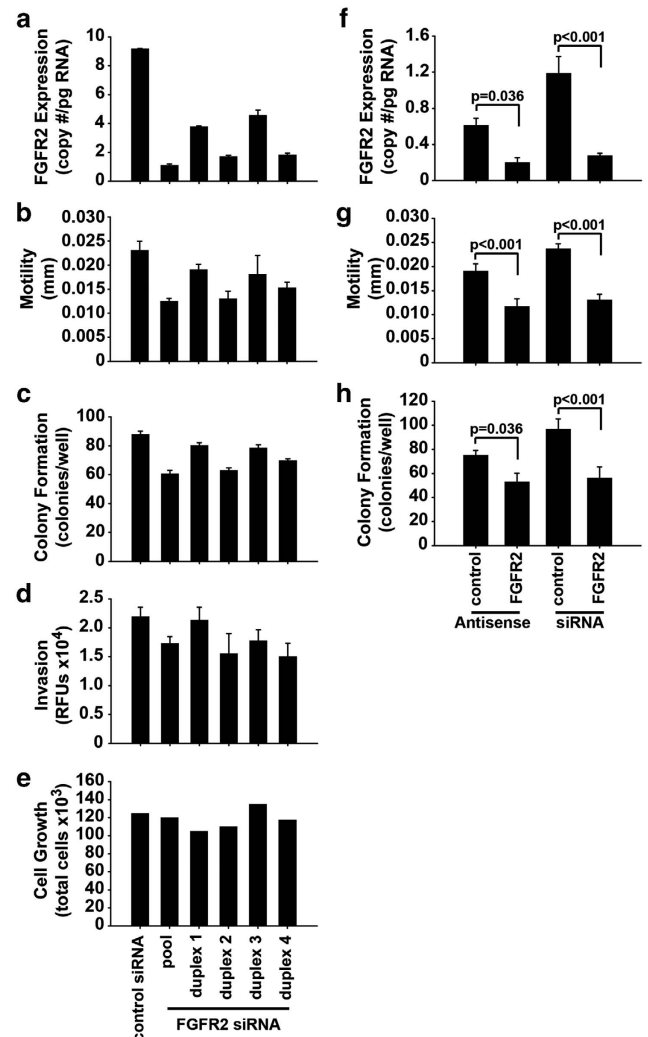 a
FGFR2 Expression
(copy #/pg RNA)
10
8
6
4
2
0
b
Motility
(mm)
0.030
0.025
0.020
0.015
0.010
0.005
0
c
Colony Formation
(colonies/well)
100
80
60
40
20
0
d
Invasion
(RFUs x10⁴)
2.5
2.0
1.5
1.0
0.5
0
e
Cell Growth
(total cells x10³)
160
140
120
100
80
60
40
20
0
control siRNA
pool
duplex 1
duplex 2
duplex 3
duplex 4
FGFR2 siRNA
f
FGFR2 Expression
(copy #/pg RNA)
1.6
1.2
0.8
0.4
0
p=0.036
p<0.001
g
Motility
(mm)
0.030
0.025
0.020
0.015
0.010
0.005
0
p<0.001
p<0.001
h
Colony Formation
(colonies/well)
120
100
80
60
40
20
0
p=0.036
p<0.001
control
FGFR2
control
FGFR2
Antisense
siRNA